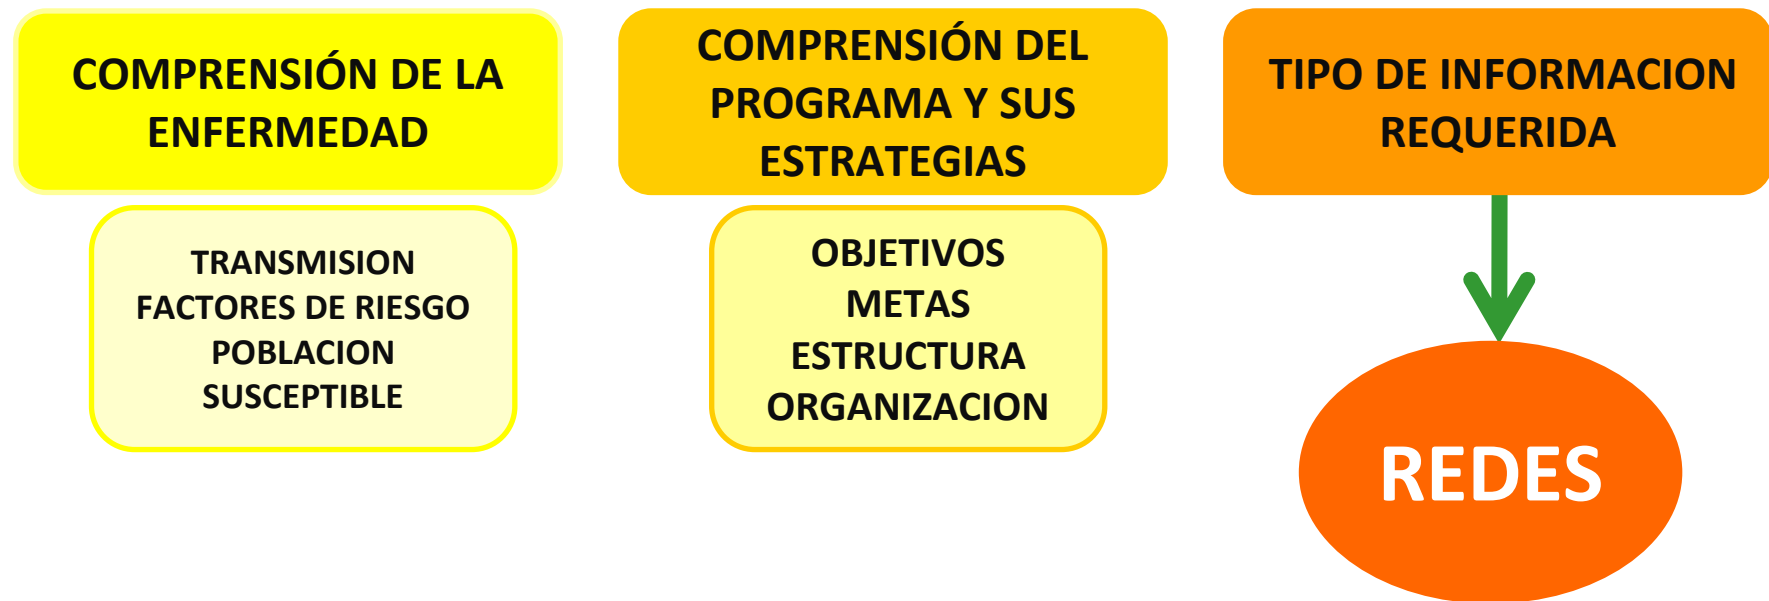 COMPRENSIÓN DE LA
ENFERMEDAD
TRANSMISION
FACTORES DE RIESGO
POBLACION
SUSCEPTIBLE
COMPRENSIÓN DEL
PROGRAMA Y SUS
ESTRATEGIAS
OBJETIVOS
METAS
ESTRUCTURA
ORGANIZACION
TIPO DE INFORMACION
REQUERIDA
REDES